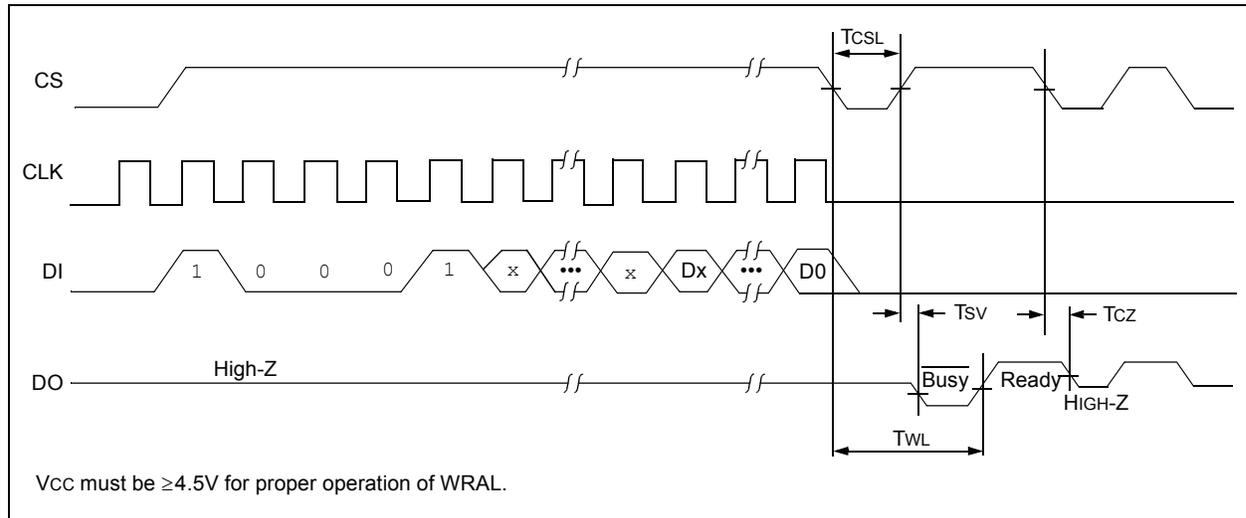 TCSL
CS
CLK
DI 1 0 0 0 1 x ••• x Dx ••• D0
TSV TCZ
High-Z
DO Busy Ready
HIGH-Z
TWL
VCC must be ≥4.5V for proper operation of WRAL.